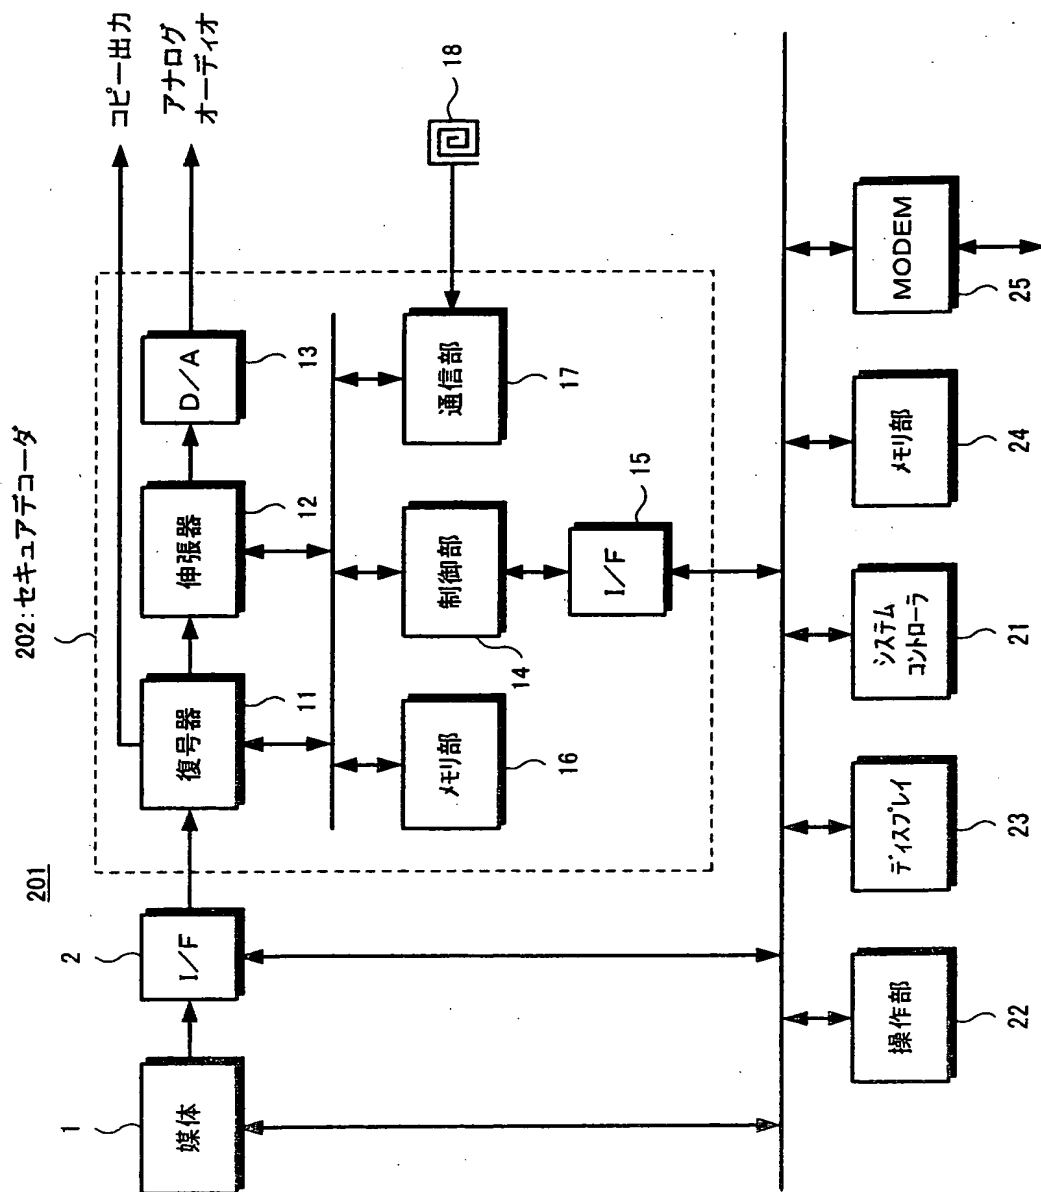 201
202:セキュアデコーダ
コピー出力
アナログ
オーディオ
1
媒体
2
I/F
復号器
11
伸張器
12
D/A
13
メモリ部
16
制御部
14
通信部
17
18
I/F
15
操作部
22
ディスプレイ
23
システム
コントローラ
21
メモリ部
24
MODEM
25